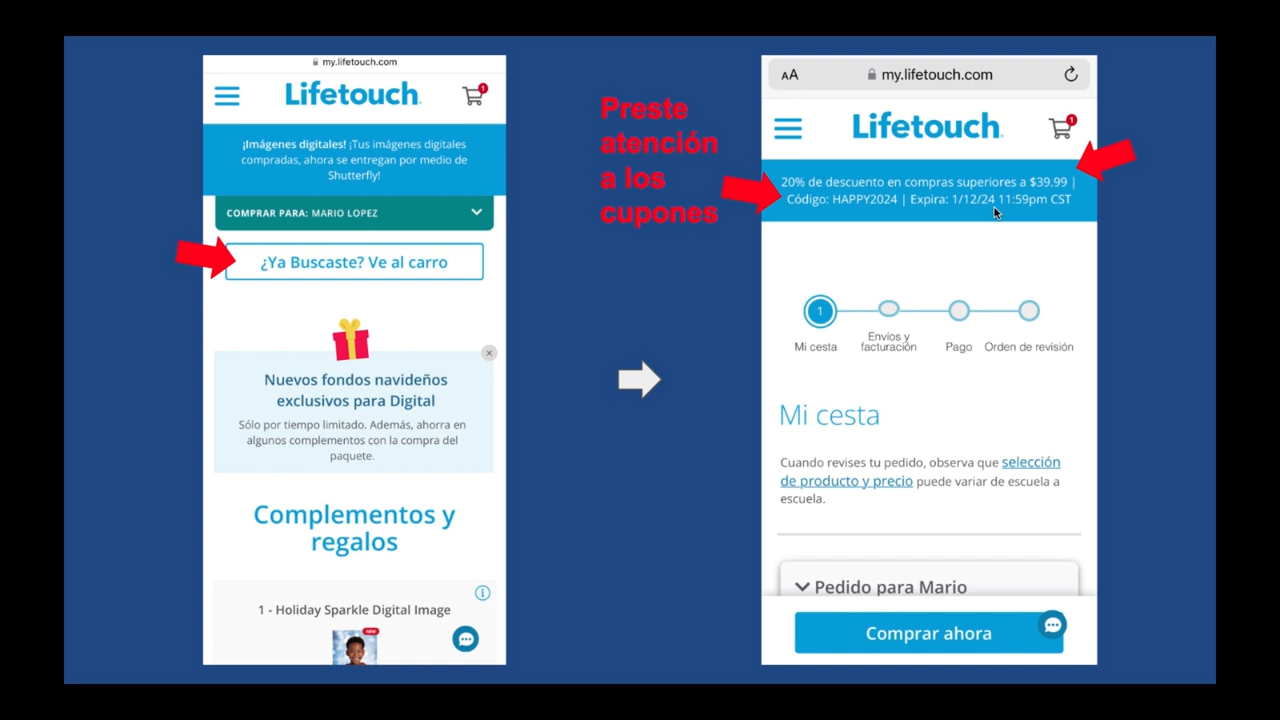 my.lifetouch.com
Lifetouch.
1
¡Imágenes digitales! ¡Tus imágenes digitales
compradas, ahora se entregan por medio de
Shutterfly!
COMPRAR PARA: MARIO LOPEZ
¿Ya Buscaste? Ve al carro
Nuevos fondos navideños
exclusivos para Digital
Sólo por tiempo limitado. Además, ahorra en
algunos complementos con la compra del
paquete.
Complementos y
regalos
1 - Holiday Sparkle Digital Image
NEW
Preste
atención
a los
cupones
AA
my.lifetouch.com
Lifetouch.
1
20% de descuento en compras superiores a $39.99 |
Código: HAPPY2024 | Expira: 1/12/24 11:59pm CST
1
Mi cesta
Envíos y
facturación
Pago
Orden de revisión
Mi cesta
Cuando revises tu pedido, observa que selección
de producto y precio puede variar de escuela a
escuela.
Pedido para Mario
Comprar ahora